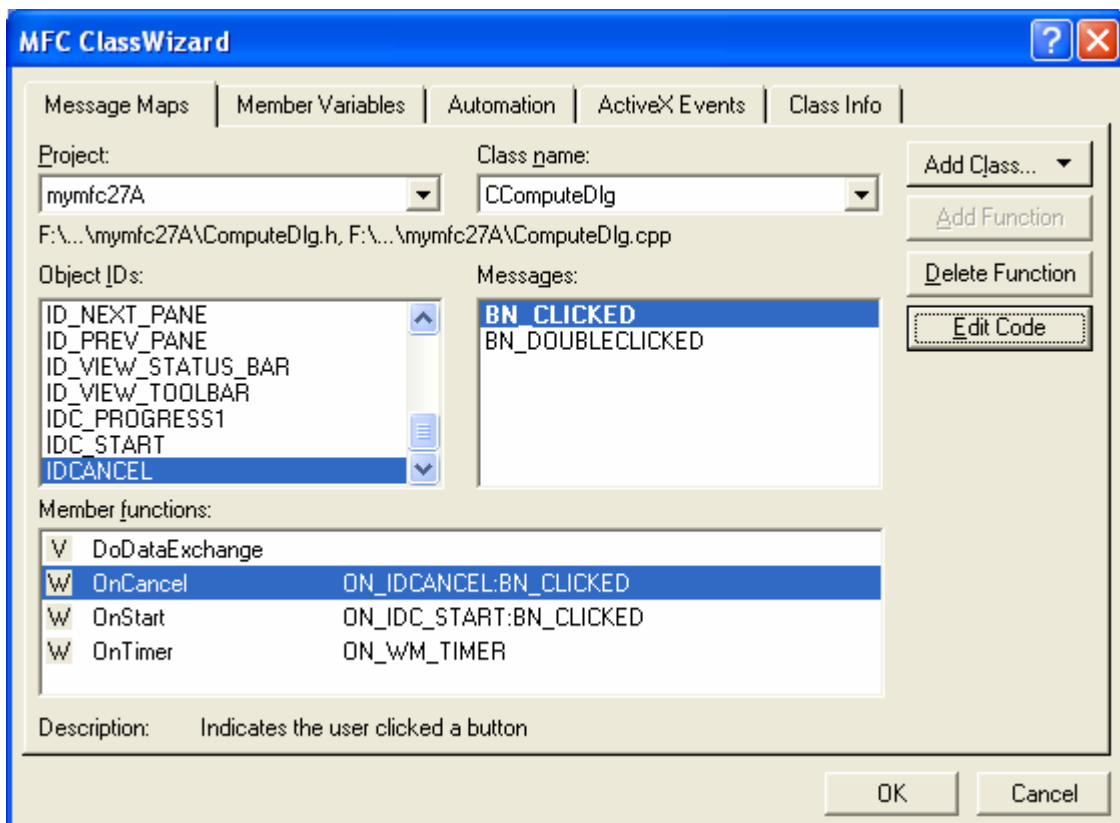 MFC ClassWizard
Message Maps Member Variables Automation ActiveX Events Class Info
Project: Class name:
mymfc27A CComputeDlg
Add Class...
Add Function
F:\...\mymfc27A\ComputeDlg.h, F:\...\mymfc27A\ComputeDlg.cpp
Object IDs: Messages:
Delete Function
ID_NEXT_PANE BN_CLICKED
ID_PREV_PANE BN_DOUBLECLICKED
Edit Code
ID_VIEW_STATUS_BAR
ID_VIEW_TOOLBAR
IDC_PROGRESS1
IDC_START
IDCANCEL
Member functions:
V DoDataExchange
W OnCancel ON_IDCANCEL:BN_CLICKED
W OnStart ON_IDC_START:BN_CLICKED
W OnTimer ON_WM_TIMER
Description: Indicates the user clicked a button
OK Cancel